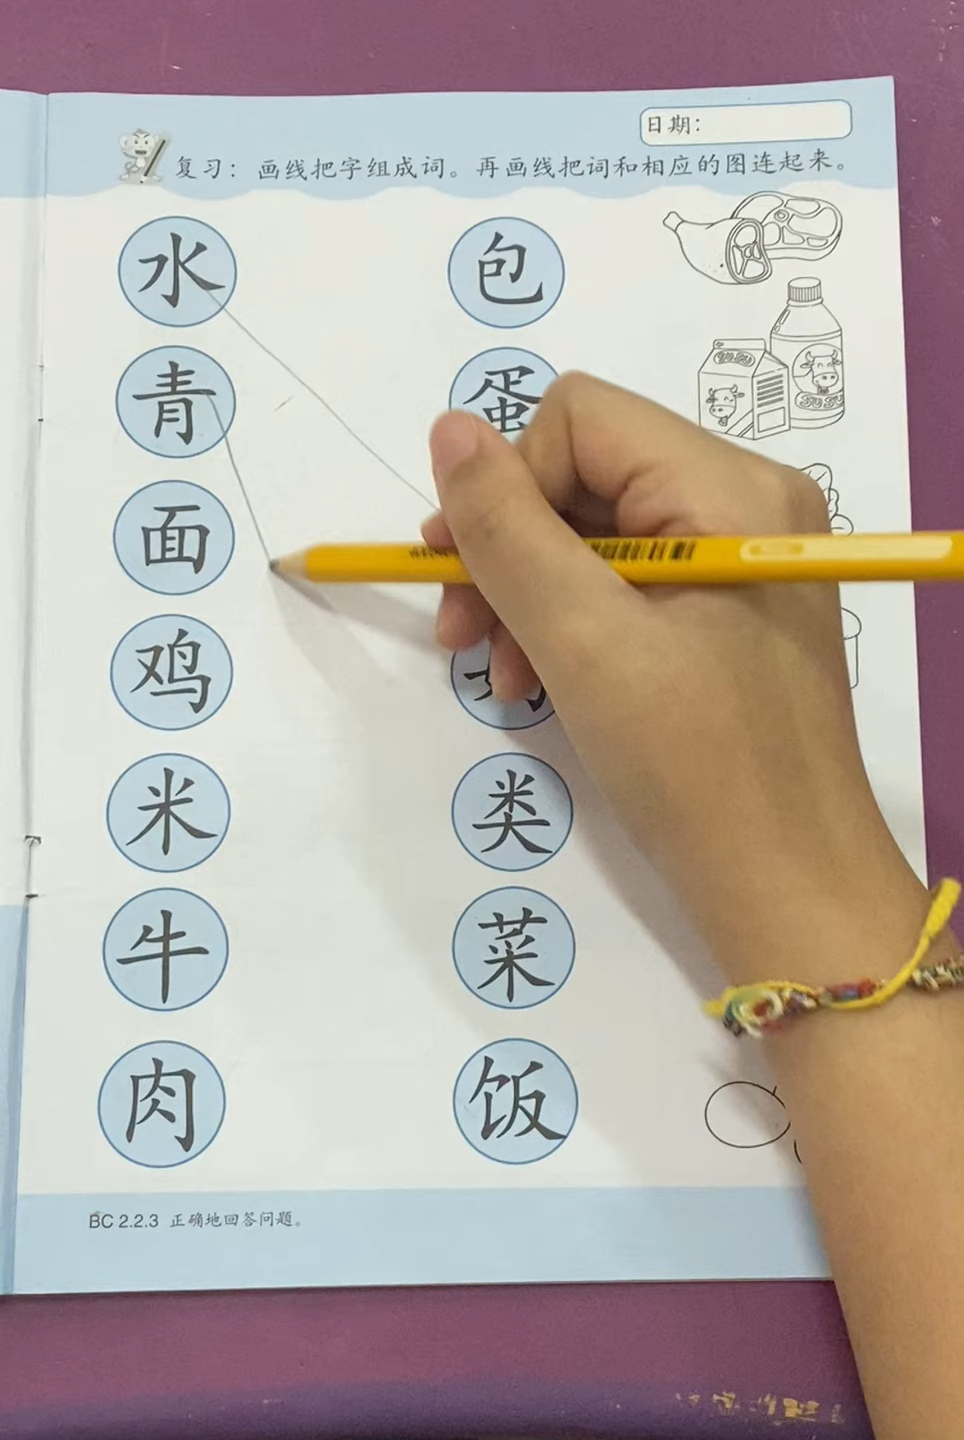 日期：
复习：画线把字组成词。再画线把词和相应的图连起来。
水 包
青 蛋
面
鸡
米 类
牛 菜
肉 饭
BC 2.2.3 正确地回答问题。